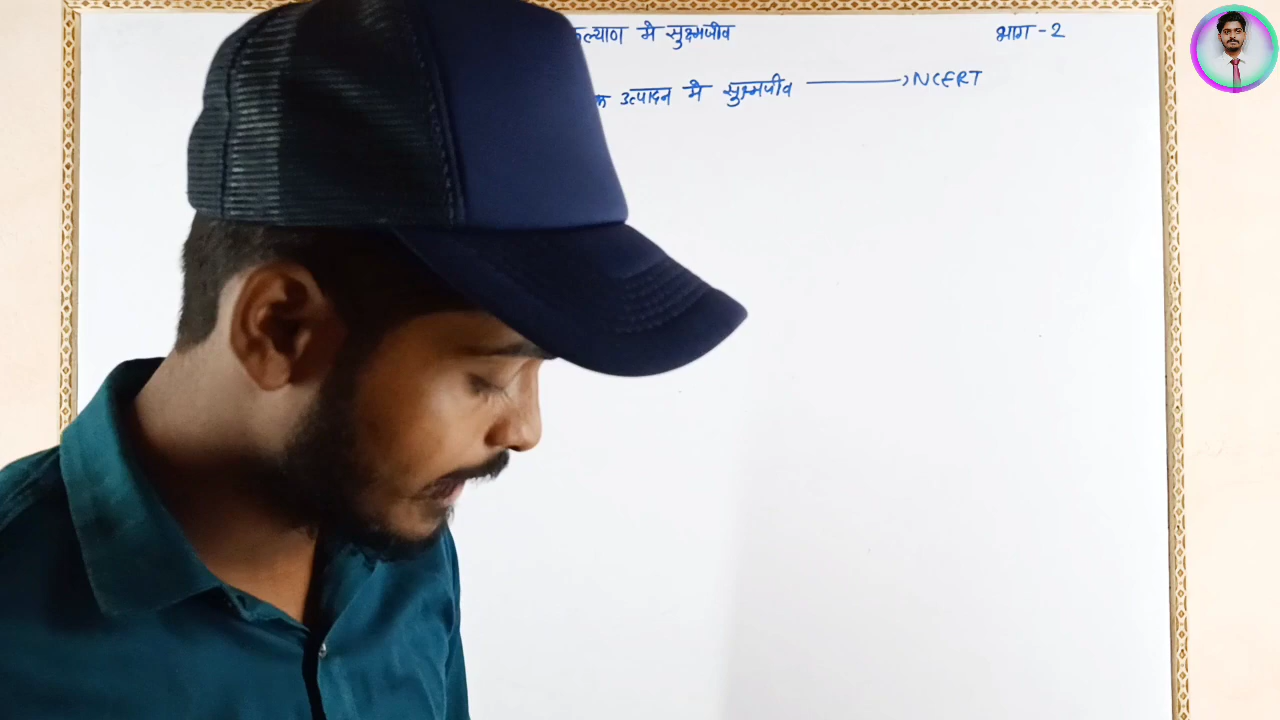 कल्याण में सुक्ष्मजीव भाग - 2
उत्पादन में सुक्ष्मजीव → NCERT